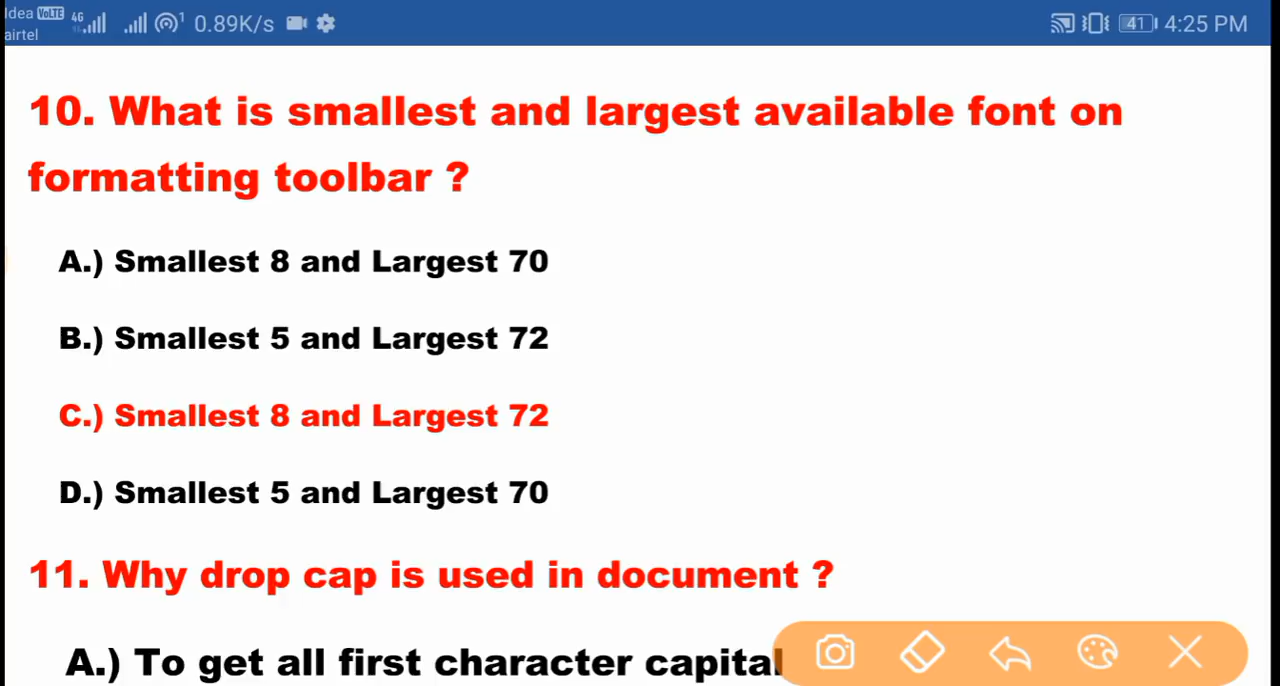 Idea VoLTE 4G 1 0.89K/s 41 4:25 PM
airtel
10. What is smallest and largest available font on
formatting toolbar ?
A.) Smallest 8 and Largest 70
B.) Smallest 5 and Largest 72
C.) Smallest 8 and Largest 72
D.) Smallest 5 and Largest 70
11. Why drop cap is used in document ?
A.) To get all first character capital